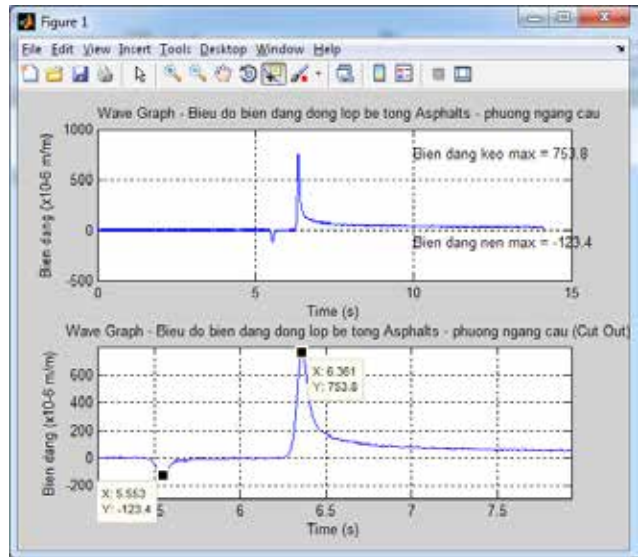 Figure 1
File Edit View Insert Tools Desktop Window Help
Wave Graph - Bieu do bien dang dong lop be tong Asphalts - phuong ngang cau
Bien dang (x10-6 m/m)
1000
500
0
-500
Bien dang keo max = 753.8
Bien dang nen max = -123.4
0 5 10 15
Time (s)
Wave Graph - Bieu do bien dang dong lop be tong Asphalts - phuong ngang cau (Cut Out)
Bien dang (x10-6 m/m)
600
400
200
0
-200
X: 6.361
Y: 753.8
X: 5.553
Y: -123.4
5.5 6 6.5 7 7.5
Time (s)